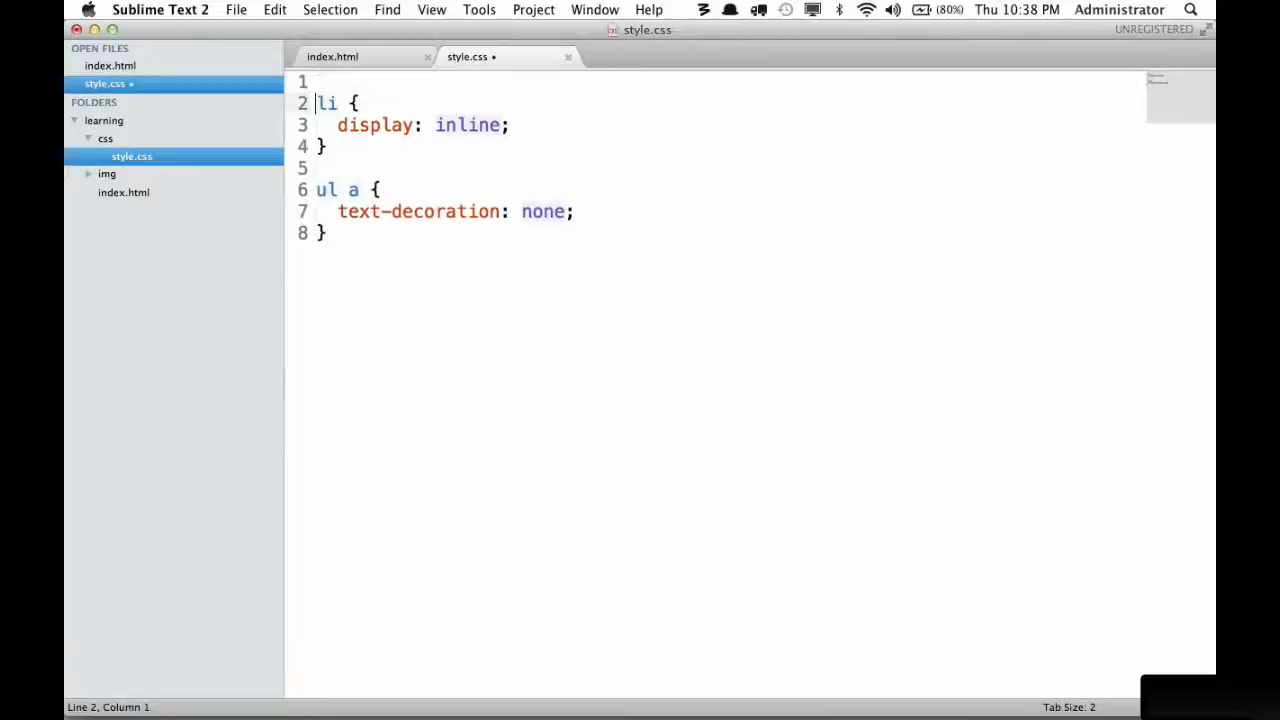 Sublime Text 2 File Edit Selection Find View Tools Project Window Help (80%) Thu 10:38 PM Administrator
style.css UNREGISTERED
OPEN FILES
index.html
style.css
FOLDERS
learning
css
style.css
img
index.html
index.html style.css
1
2 li {
3 display: inline;
4 }
5
6 ul a {
7 text-decoration: none;
8 }
Line 2, Column 1 Tab Size: 2